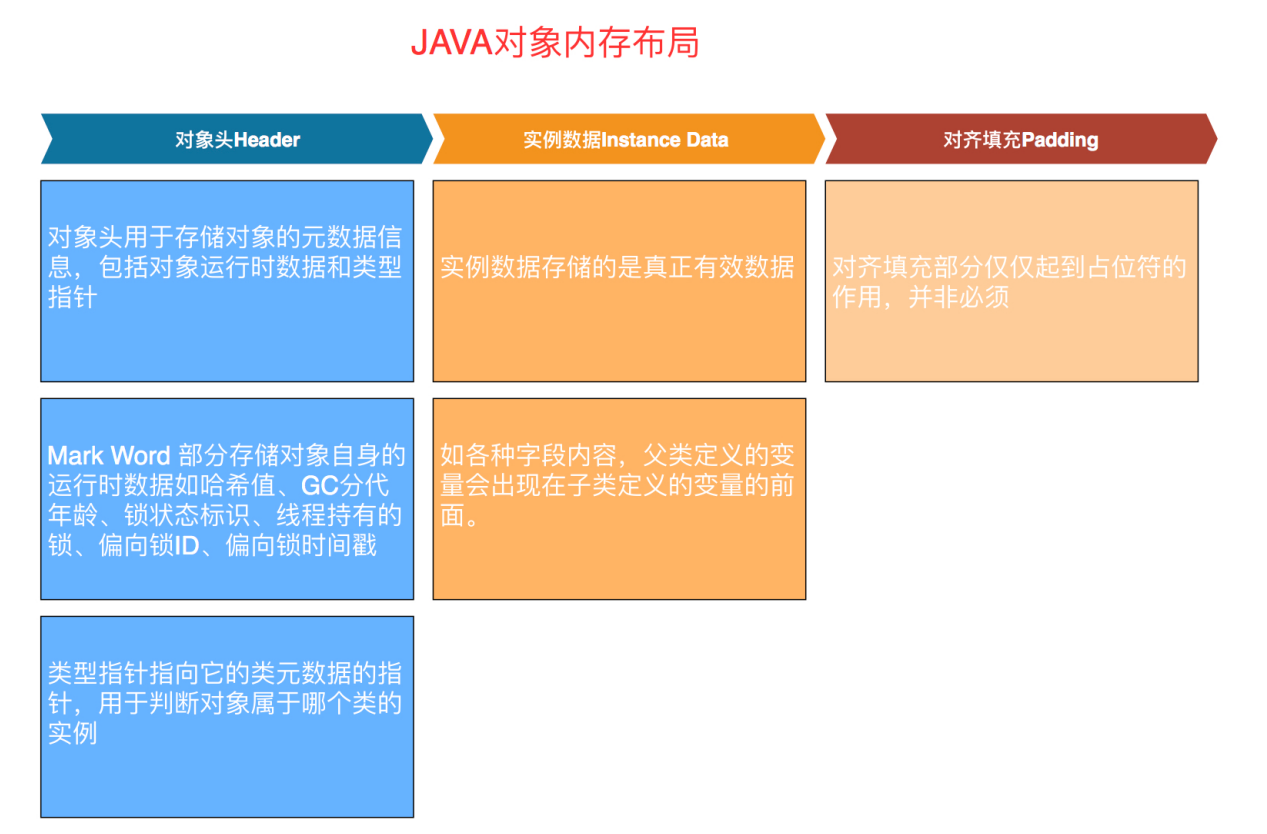 JAVA对象内存布局
对象头Header
实例数据Instance Data
对齐填充Padding
对象头用于存储对象的元数据信
息，包括对象运行时数据和类型
指针
实例数据存储的是真正有效数据
对齐填充部分仅仅起到占位符的
作用，并非必须
Mark Word 部分存储对象自身的
运行时数据如哈希值、GC分代
年龄、锁状态标识、线程持有的
锁、偏向锁ID、偏向锁时间戳
如各种字段内容，父类定义的变
量会出现在子类定义的变量的前
面。
类型指针指向它的类元数据的指
针，用于判断对象属于哪个类的
实例